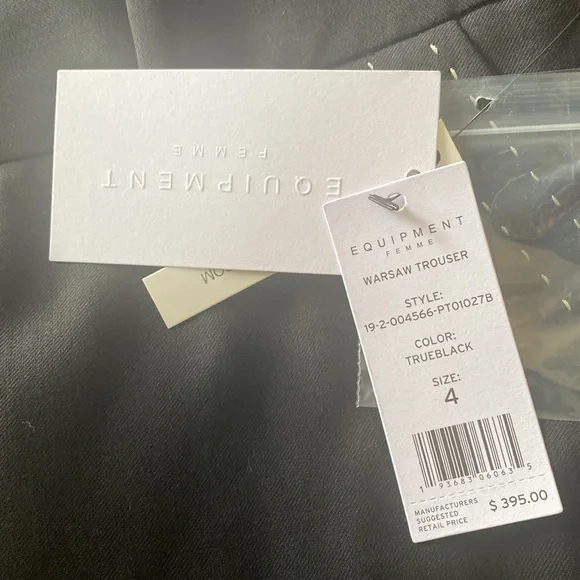 EQUIPMENT
FEMME
OOM
EQUIPMENT
FEMME
WARSAW TROUSER
STYLE:
19-2-004566-PT01027B
COLOR:
TRUEBLACK
SIZE:
4
1 93683 06063 5
MANUFACTURERS
SUGGESTED
RETAIL PRICE
$ 395.00